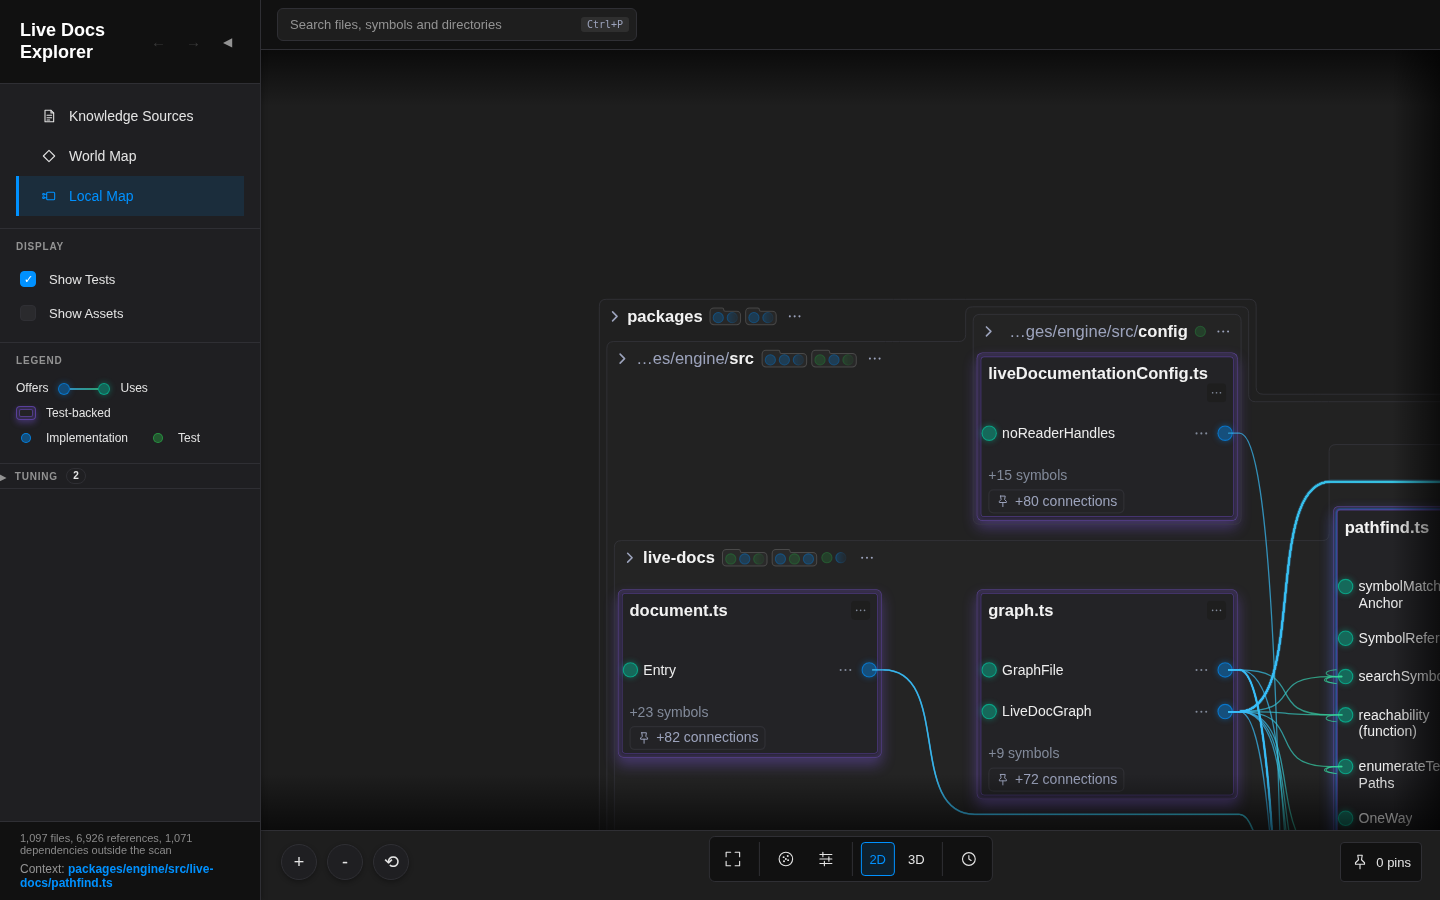 Live Docs
Explorer
Search files, symbols and directories
Ctrl+P
Knowledge Sources
World Map
Local Map
DISPLAY
Show Tests
Show Assets
LEGEND
Offers
Uses
Test-backed
Implementation
Test
TUNING 2
1,097 files, 6,926 references, 1,071
dependencies outside the scan
Context: packages/engine/src/live-
docs/pathfind.ts
packages
…es/engine/src
…ges/engine/src/config
liveDocumentationConfig.ts
noReaderHandles
+15 symbols
+80 connections
live-docs
document.ts
Entry
+23 symbols
+82 connections
graph.ts
GraphFile
LiveDocGraph
+9 symbols
+72 connections
pathfind.ts
symbolMatch
Anchor
SymbolRefer
searchSymbo
reachability
(function)
enumerateTe
Paths
OneWay
+
-
2D
3D
0 pins